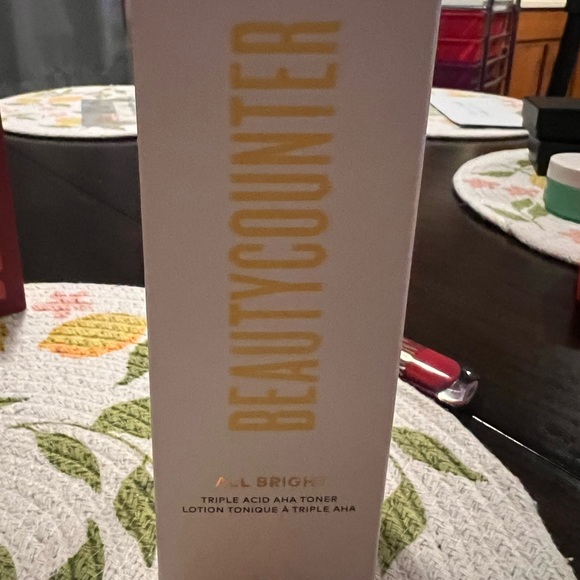 BEAUTYCOUNTER
ALL BRIGHT
TRIPLE ACID AHA TONER
LOTION TONIQUE À TRIPLE AHA